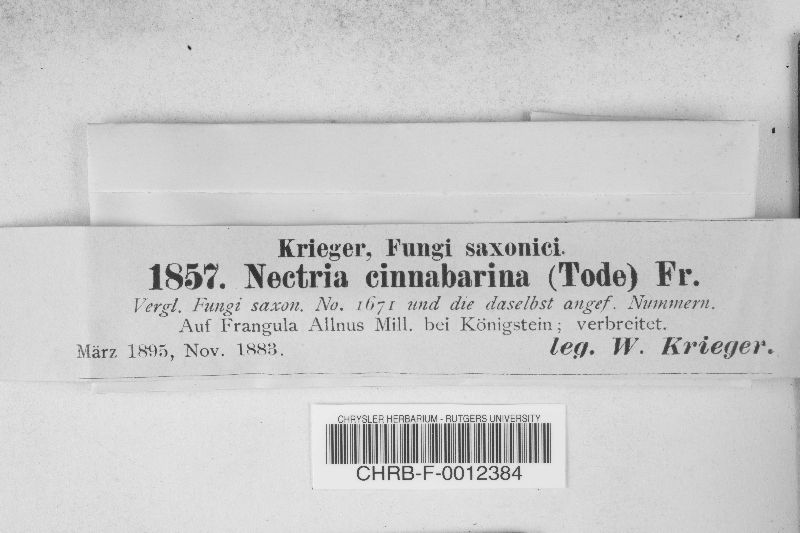 Krieger, Fungi saxonici.
1857. Nectria cinnabarina (Tode) Fr.
Vergl. Fungi saxon. No. 1671 und die daselbst angef. Nummern.
Auf Frangula Allnus Mill. bei Königstein; verbreitet.
März 1895, Nov. 1883.
leg. W. Krieger.
CHRYSLER HERBARIUM - RUTGERS UNIVERSITY
CHRB-F-0012384